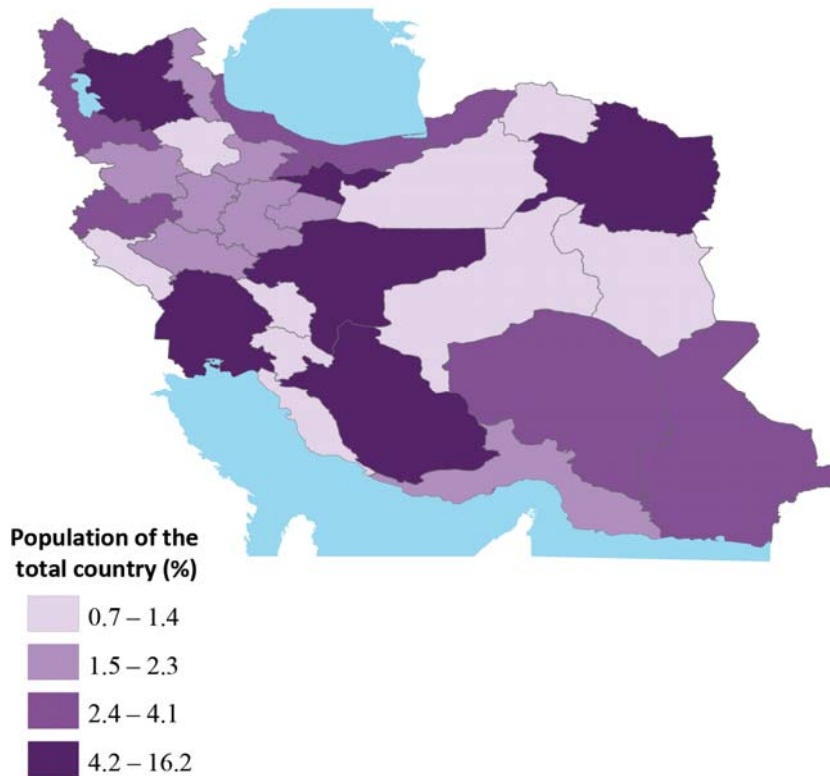 Population of the
total country (%)
0.7 – 1.4
1.5 – 2.3
2.4 – 4.1
4.2 – 16.2